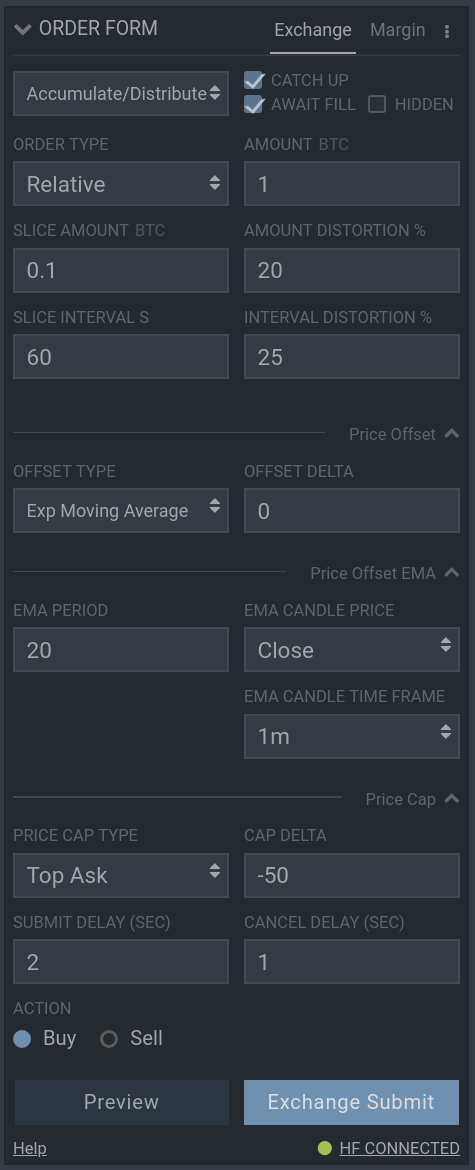 ORDER FORM Exchange Margin
Accumulate/Distribute CATCH UP
AWAIT FILL HIDDEN
ORDER TYPE AMOUNT BTC
Relative 1
SLICE AMOUNT BTC AMOUNT DISTORTION %
0.1 20
SLICE INTERVAL S INTERVAL DISTORTION %
60 25
Price Offset
OFFSET TYPE OFFSET DELTA
Exp Moving Average 0
Price Offset EMA
EMA PERIOD EMA CANDLE PRICE
20 Close
EMA CANDLE TIME FRAME
1m
Price Cap
PRICE CAP TYPE CAP DELTA
Top Ask -50
SUBMIT DELAY (SEC) CANCEL DELAY (SEC)
2 1
ACTION
Buy Sell
Preview Exchange Submit
Help HF CONNECTED